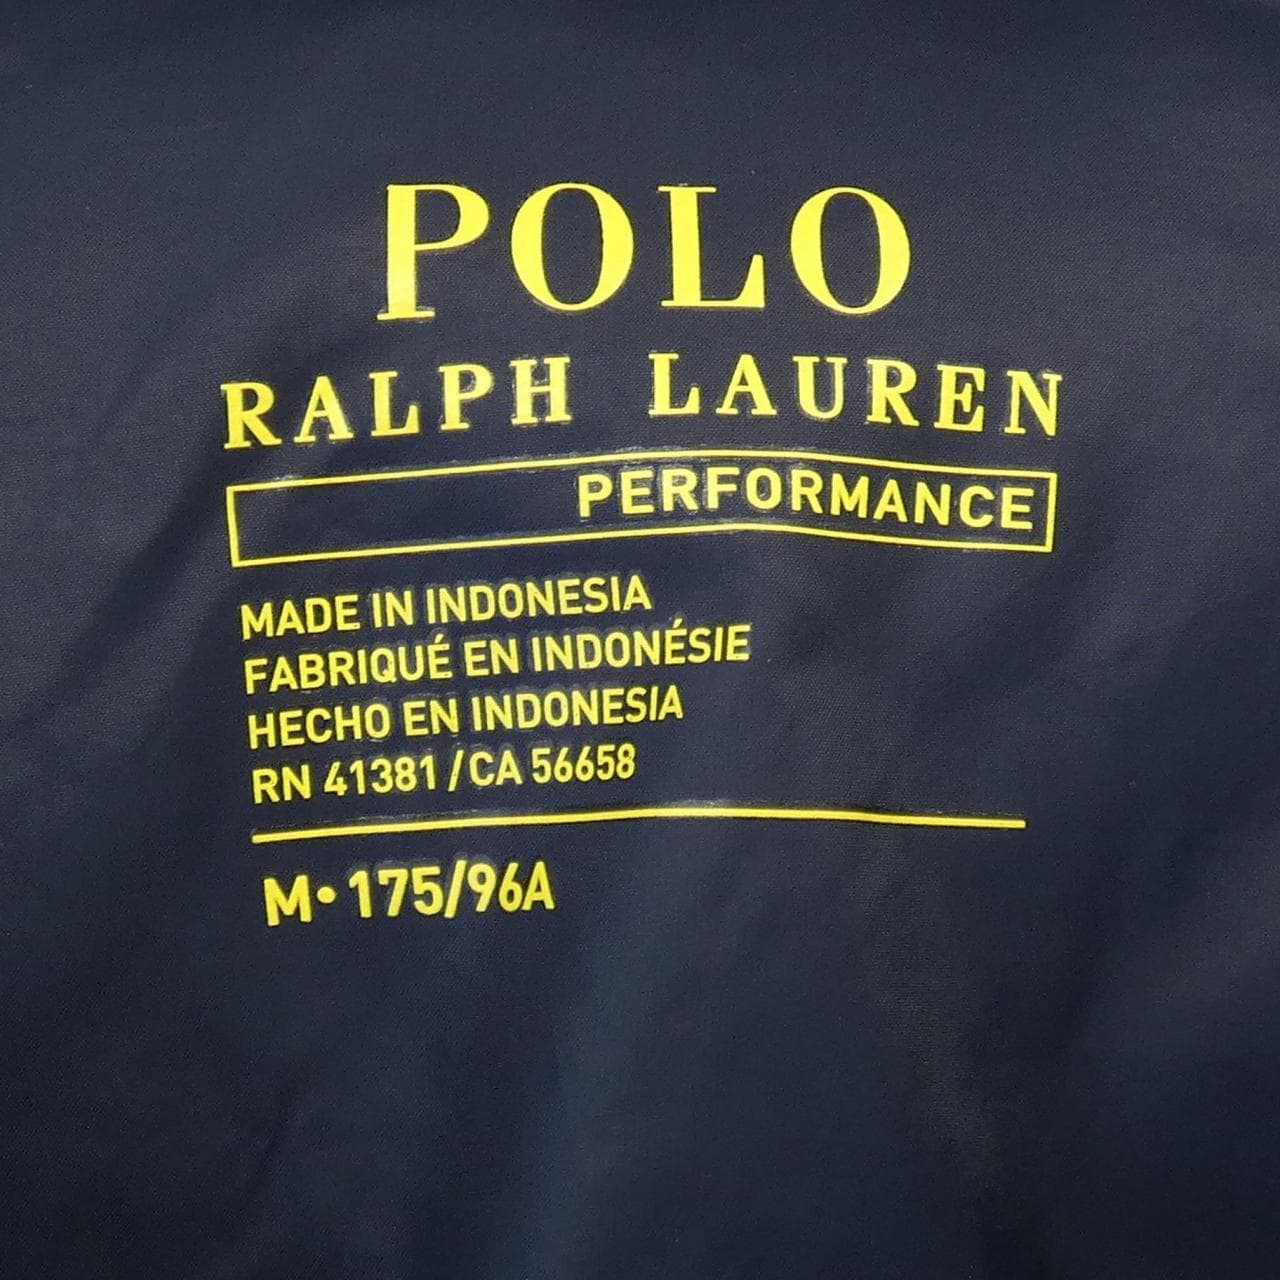 POLO
RALPH LAUREN
PERFORMANCE
MADE IN INDONESIA
FABRIQUÉ EN INDONÉSIE
HECHO EN INDONESIA
RN 41381 / CA 56658
M• 175/96A